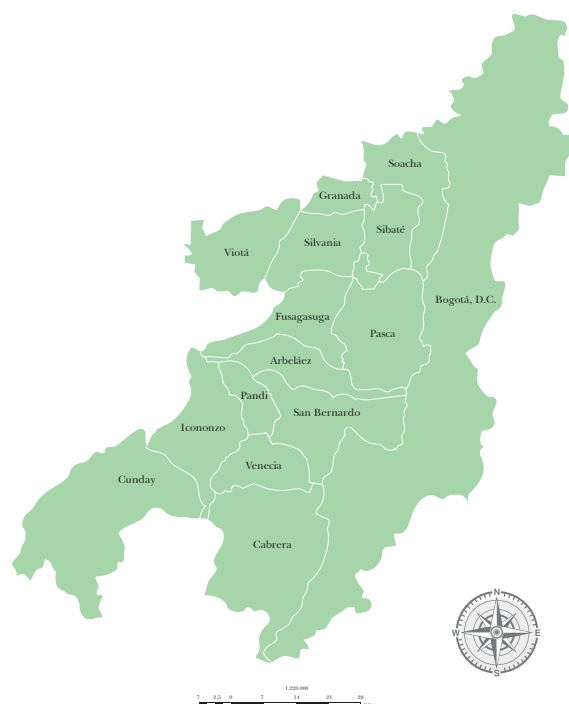 Soacha
Granada
Sibaté
Silvania
Viotá
Bogotá, D.C.
Fusagasuga
Pasca
Arbeláez
Pandi
San Bernardo
Icononzo
Venecia
Cunday
Cabrera
N
W E
S
1.220.000
7 2,5 0 7 14 21 28